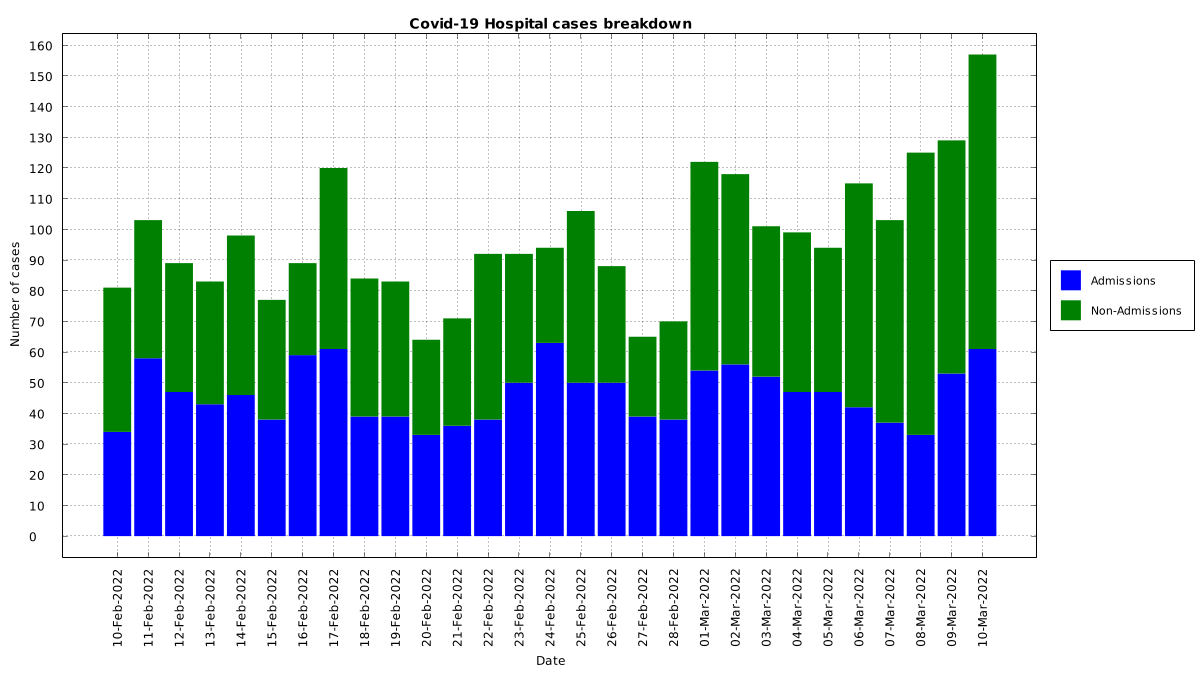 Covid-19 Hospital cases breakdown
160
150
140
130
120
110
100
90
80
70
60
50
40
30
20
10
0
Number of cases
Admissions
Non-Admissions
10-Feb-2022
11-Feb-2022
12-Feb-2022
13-Feb-2022
14-Feb-2022
15-Feb-2022
16-Feb-2022
17-Feb-2022
18-Feb-2022
19-Feb-2022
20-Feb-2022
21-Feb-2022
22-Feb-2022
23-Feb-2022
24-Feb-2022
25-Feb-2022
26-Feb-2022
27-Feb-2022
28-Feb-2022
01-Mar-2022
02-Mar-2022
03-Mar-2022
04-Mar-2022
05-Mar-2022
06-Mar-2022
07-Mar-2022
08-Mar-2022
09-Mar-2022
10-Mar-2022
Date